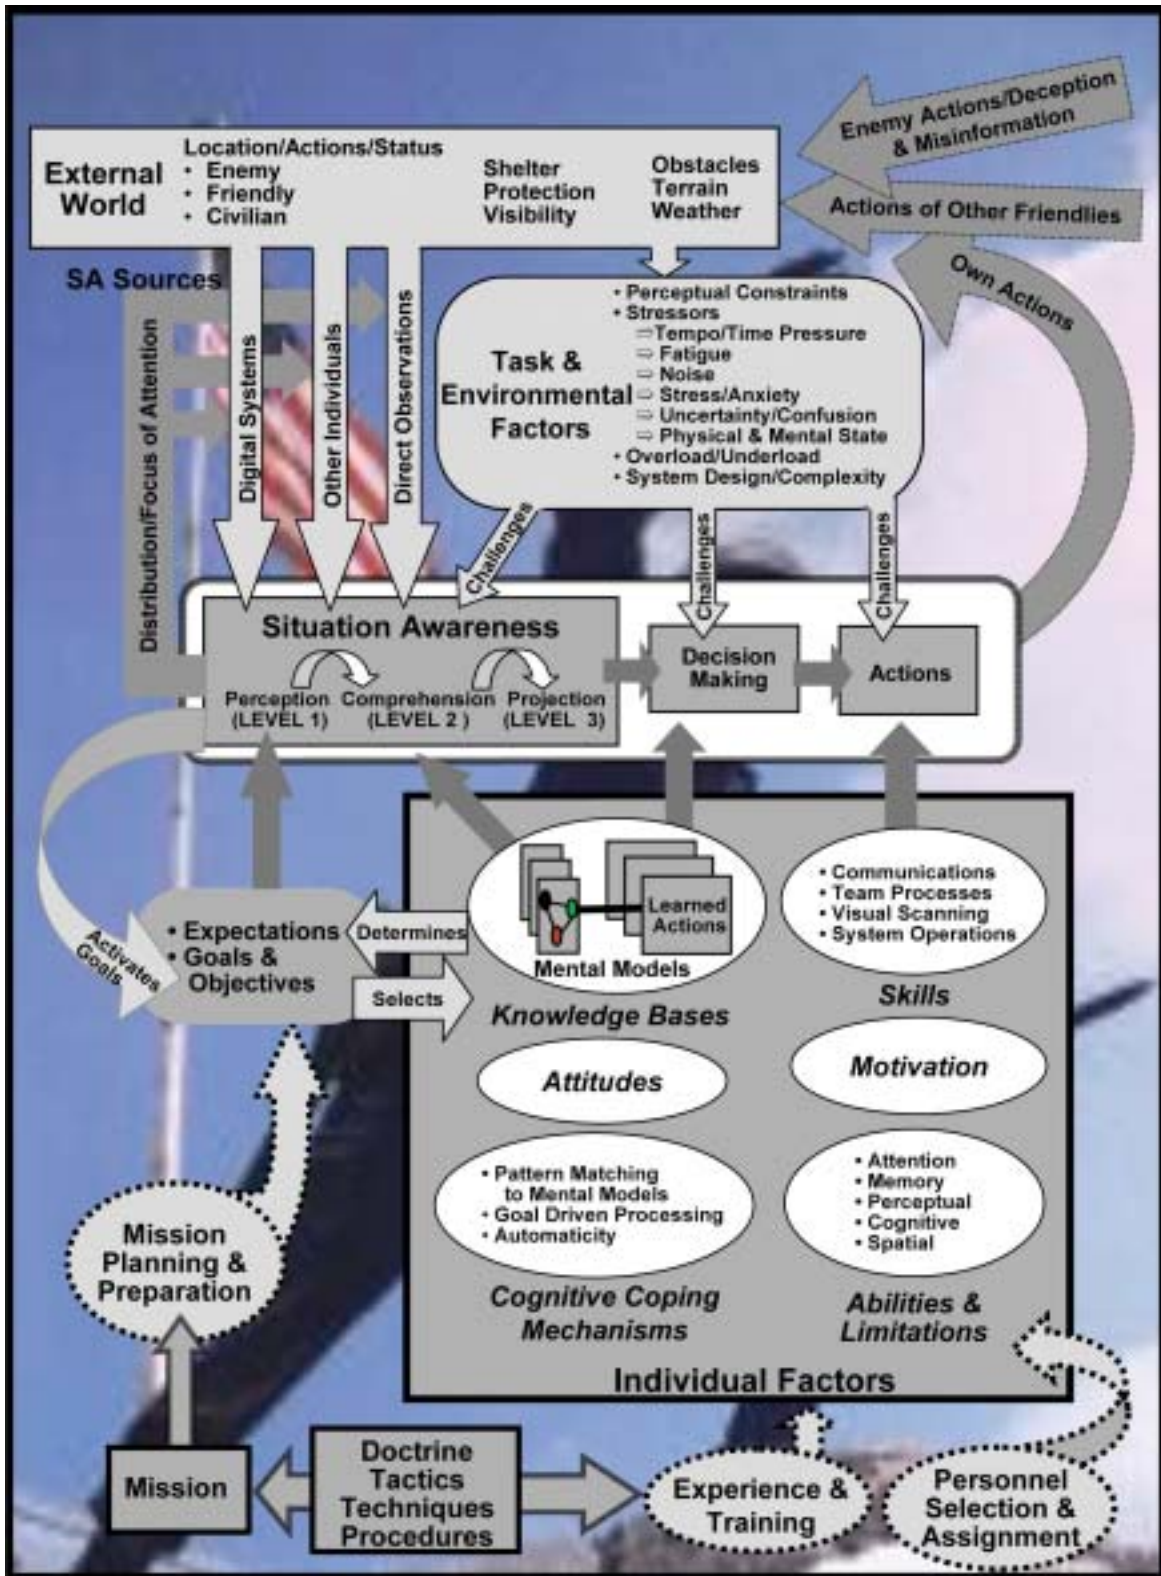 Enemy Actions/Deception
& Misinformation
Actions of Other Friendlies
Own Actions
External
World
Location/Actions/Status
• Enemy
• Friendly
• Civilian
Shelter
Protection
Visibility
Obstacles
Terrain
Weather
SA Sources
Distribution/Focus of Attention
Digital Systems
Other Individuals
Direct Observations
Task &
Environmental
Factors
• Perceptual Constraints
• Stressors
⇨Tempo/Time Pressure
⇨ Fatigue
⇨ Noise
⇨ Stress/Anxiety
⇨ Uncertainty/Confusion
⇨ Physical & Mental State
• Overload/Underload
• System Design/Complexity
Challenges
Challenges
Challenges
Situation Awareness
Perception
(LEVEL 1)
Comprehension
(LEVEL 2 )
Projection
(LEVEL 3)
Decision
Making
Actions
Activates
Goals
• Expectations
• Goals &
Objectives
Determines
Selects
Learned
Actions
Mental Models
Knowledge Bases
• Communications
• Team Processes
• Visual Scanning
• System Operations
Skills
Attitudes
Motivation
• Pattern Matching
to Mental Models
• Goal Driven Processing
• Automaticity
Cognitive Coping
Mechanisms
• Attention
• Memory
• Perceptual
• Cognitive
• Spatial
Abilities &
Limitations
Individual Factors
Mission
Planning &
Preparation
Mission
Doctrine
Tactics
Techniques
Procedures
Experience &
Training
Personnel
Selection &
Assignment